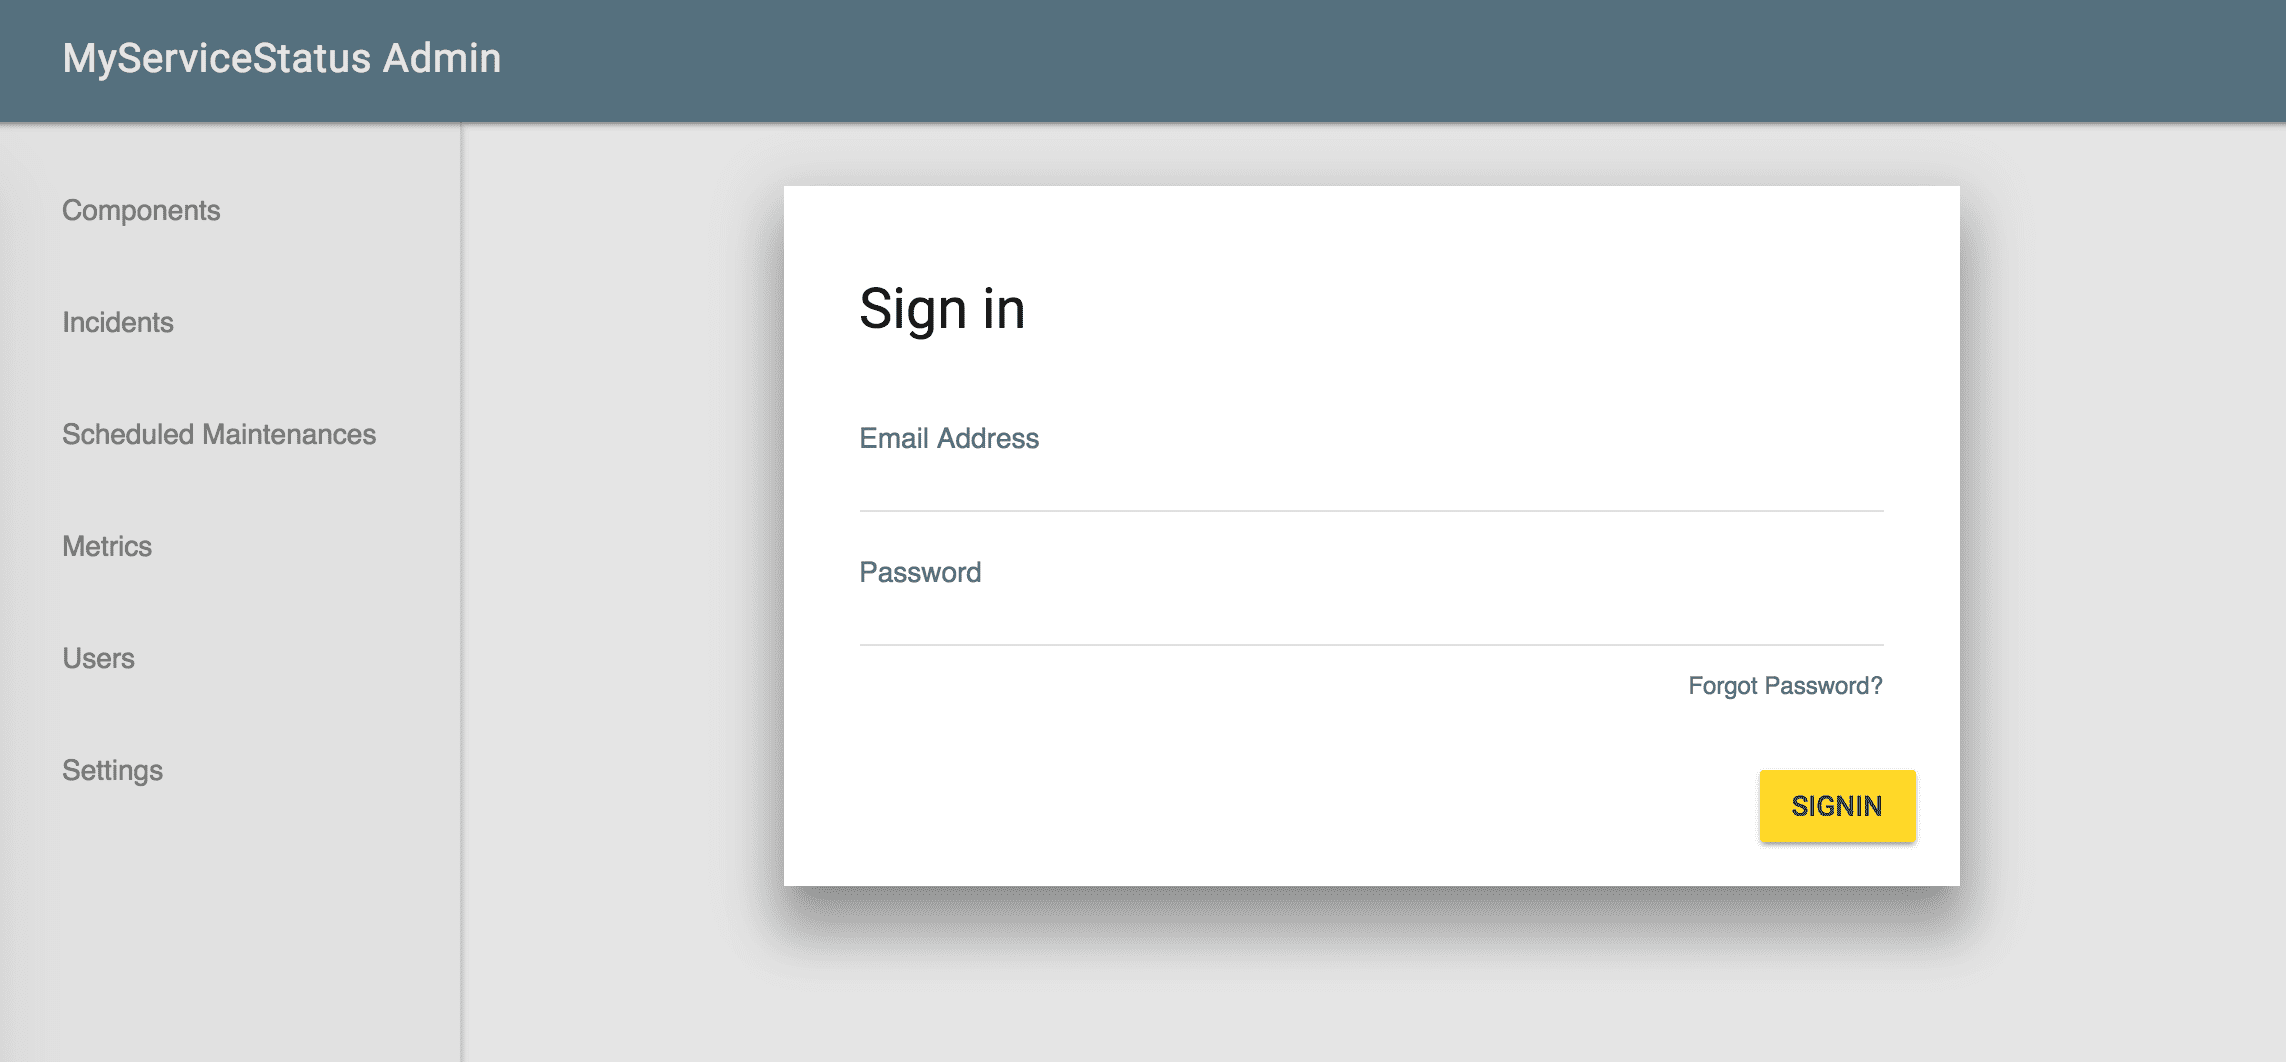 MyServiceStatus Admin
Components
Incidents
Scheduled Maintenances
Metrics
Users
Settings
Sign in
Email Address
Password
Forgot Password?
SIGNIN